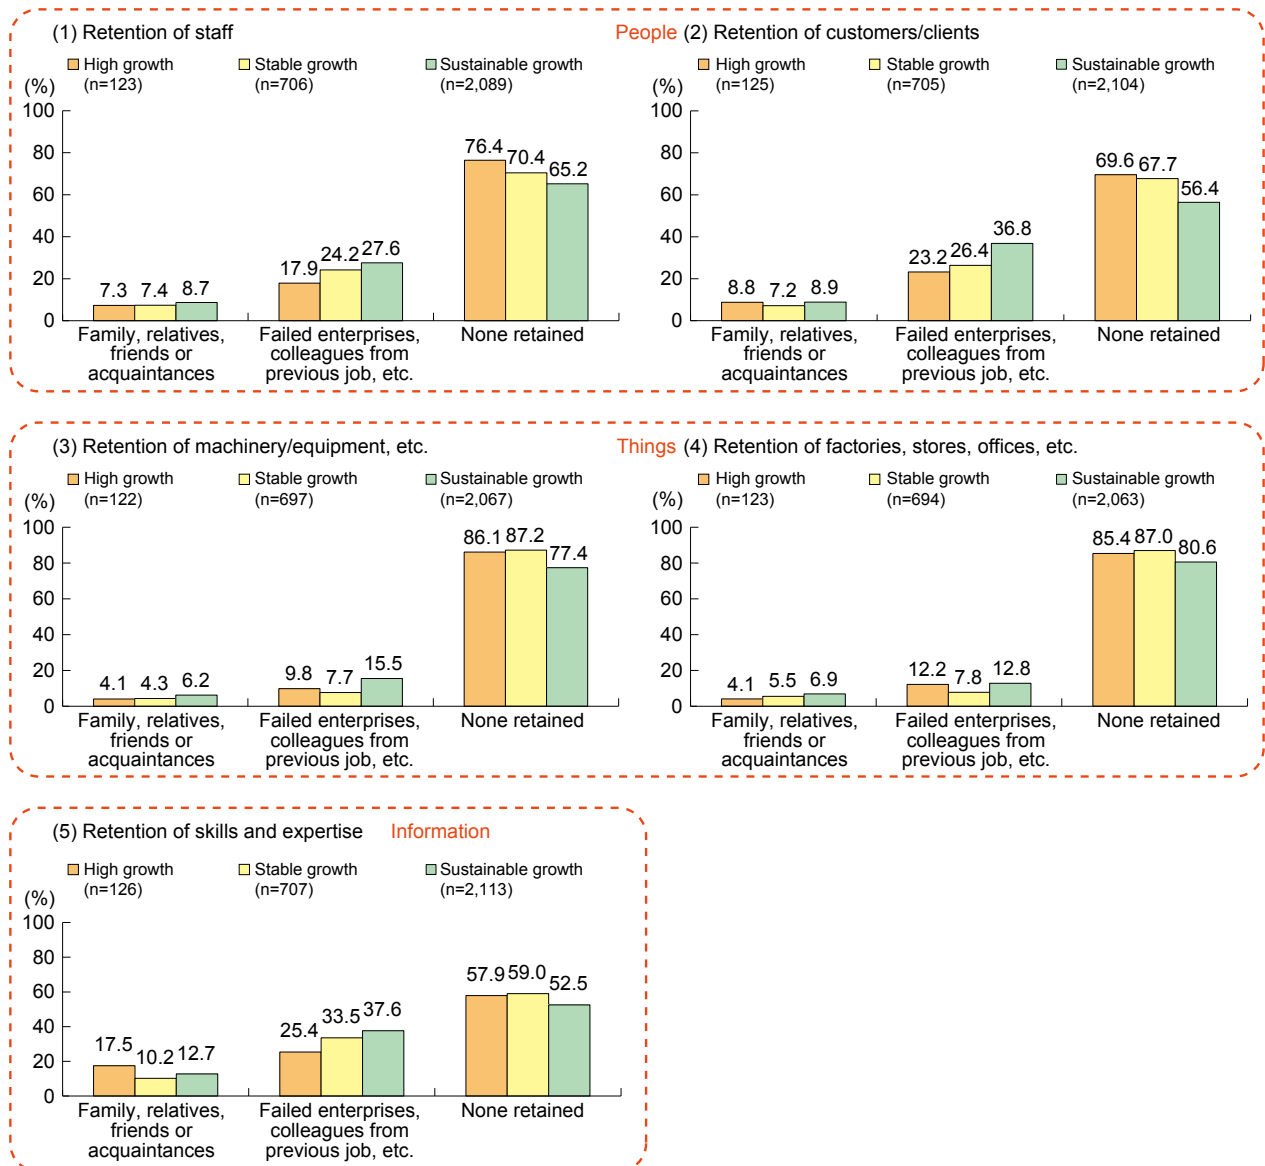 (1) Retention of staff
People (2) Retention of customers/clients
High growth
(n=123)
Stable growth
(n=706)
Sustainable growth
(n=2,089)
(%)
100
80
60
40
20
0
7.3 7.4 8.7
17.9 24.2 27.6
76.4 70.4 65.2
Family, relatives,
friends or
acquaintances
Failed enterprises,
colleagues from
previous job, etc.
None retained
High growth
(n=125)
Stable growth
(n=705)
Sustainable growth
(n=2,104)
(%)
100
80
60
40
20
0
8.8 7.2 8.9
23.2 26.4 36.8
69.6 67.7 56.4
Family, relatives,
friends or
acquaintances
Failed enterprises,
colleagues from
previous job, etc.
None retained
(3) Retention of machinery/equipment, etc.
Things (4) Retention of factories, stores, offices, etc.
High growth
(n=122)
Stable growth
(n=697)
Sustainable growth
(n=2,067)
(%)
100
80
60
40
20
0
4.1 4.3 6.2
9.8 7.7 15.5
86.1 87.2 77.4
Family, relatives,
friends or
acquaintances
Failed enterprises,
colleagues from
previous job, etc.
None retained
High growth
(n=123)
Stable growth
(n=694)
Sustainable growth
(n=2,063)
(%)
100
80
60
40
20
0
4.1 5.5 6.9
12.2 7.8 12.8
85.4 87.0 80.6
Family, relatives,
friends or
acquaintances
Failed enterprises,
colleagues from
previous job, etc.
None retained
(5) Retention of skills and expertise Information
High growth
(n=126)
Stable growth
(n=707)
Sustainable growth
(n=2,113)
(%)
100
80
60
40
20
0
17.5 10.2 12.7
25.4 33.5 37.6
57.9 59.0 52.5
Family, relatives,
friends or
acquaintances
Failed enterprises,
colleagues from
previous job, etc.
None retained